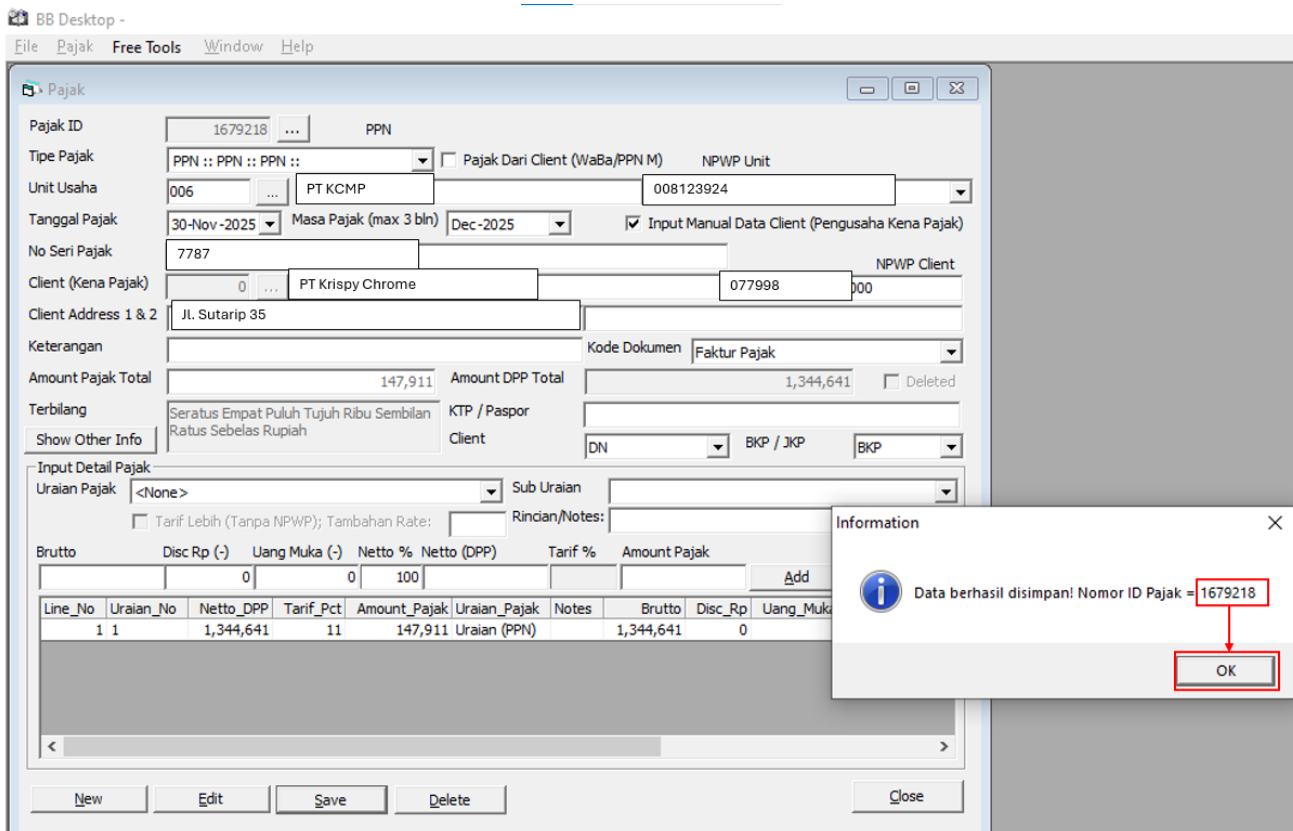 BB Desktop -
File Pajak Free Tools Window Help
Pajak
Pajak ID 1679218 ... PPN
Tipe Pajak PPN :: PPN :: PPN :: Pajak Dari Client (WaBa/PPN M) NPWP Unit
Unit Usaha 006 ... PT KCMP 008123924
Tanggal Pajak 30-Nov-2025 Masa Pajak (max 3 bln) Dec-2025 Input Manual Data Client (Pengusaha Kena Pajak)
No Seri Pajak 7787
NPWP Client
Client (Kena Pajak) 0 ... PT Krispy Chrome 077998 000
Client Address 1 & 2 Jl. Sutarip 35
Keterangan Kode Dokumen Faktur Pajak
Amount Pajak Total 147,911 Amount DPP Total 1,344,641 Deleted
Terbilang Seratus Empat Puluh Tujuh Ribu Sembilan KTP / Paspor
Ratus Sebelas Rupiah
Show Other Info Client DN BKP / JKP BKP
Input Detail Pajak
Uraian Pajak <None> Sub Uraian
Tarif Lebih (Tanpa NPWP); Tambahan Rate: Rincian/Notes:
Brutto Disc Rp (-) Uang Muka (-) Netto % Netto (DPP) Tarif % Amount Pajak
0 0 100 Add
Line_No Uraian_No Netto_DPP Tarif_Pct Amount_Pajak Uraian_Pajak Notes Brutto Disc_Rp Uang_Muka
1 1 1,344,641 11 147,911 Uraian (PPN) 1,344,641 0
New Edit Save Delete Close
Information
Data berhasil disimpan! Nomor ID Pajak = 1679218
OK